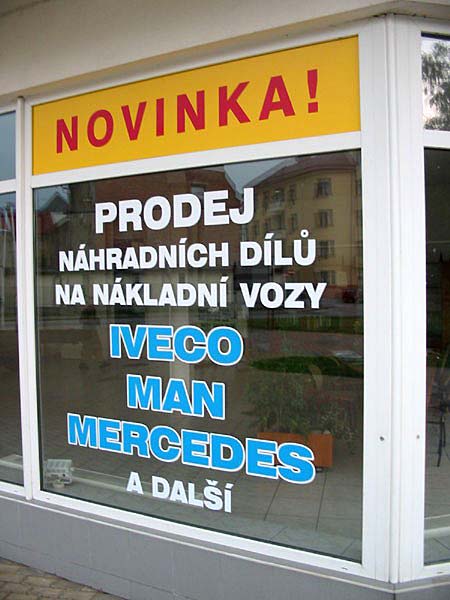 NOVINKA!
PRODEJ
NÁHRADNÍCH DÍLŮ
NA NÁKLADNÍ VOZY
IVECO
MAN
MERCEDES
A DALŠÍ